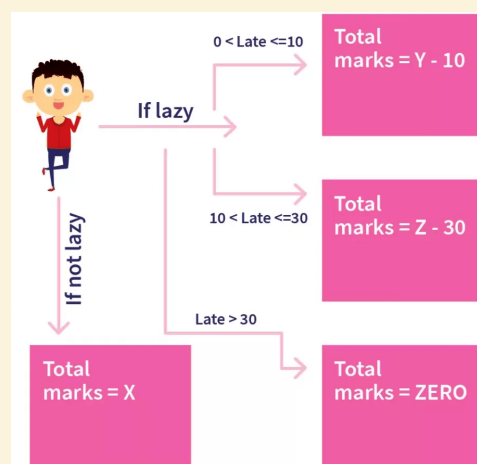 0 < Late <=10
Total
marks = Y - 10
If lazy
10 < Late <=30
Total
marks = Z - 30
If not lazy
Late > 30
Total
marks = X
Total
marks = ZERO